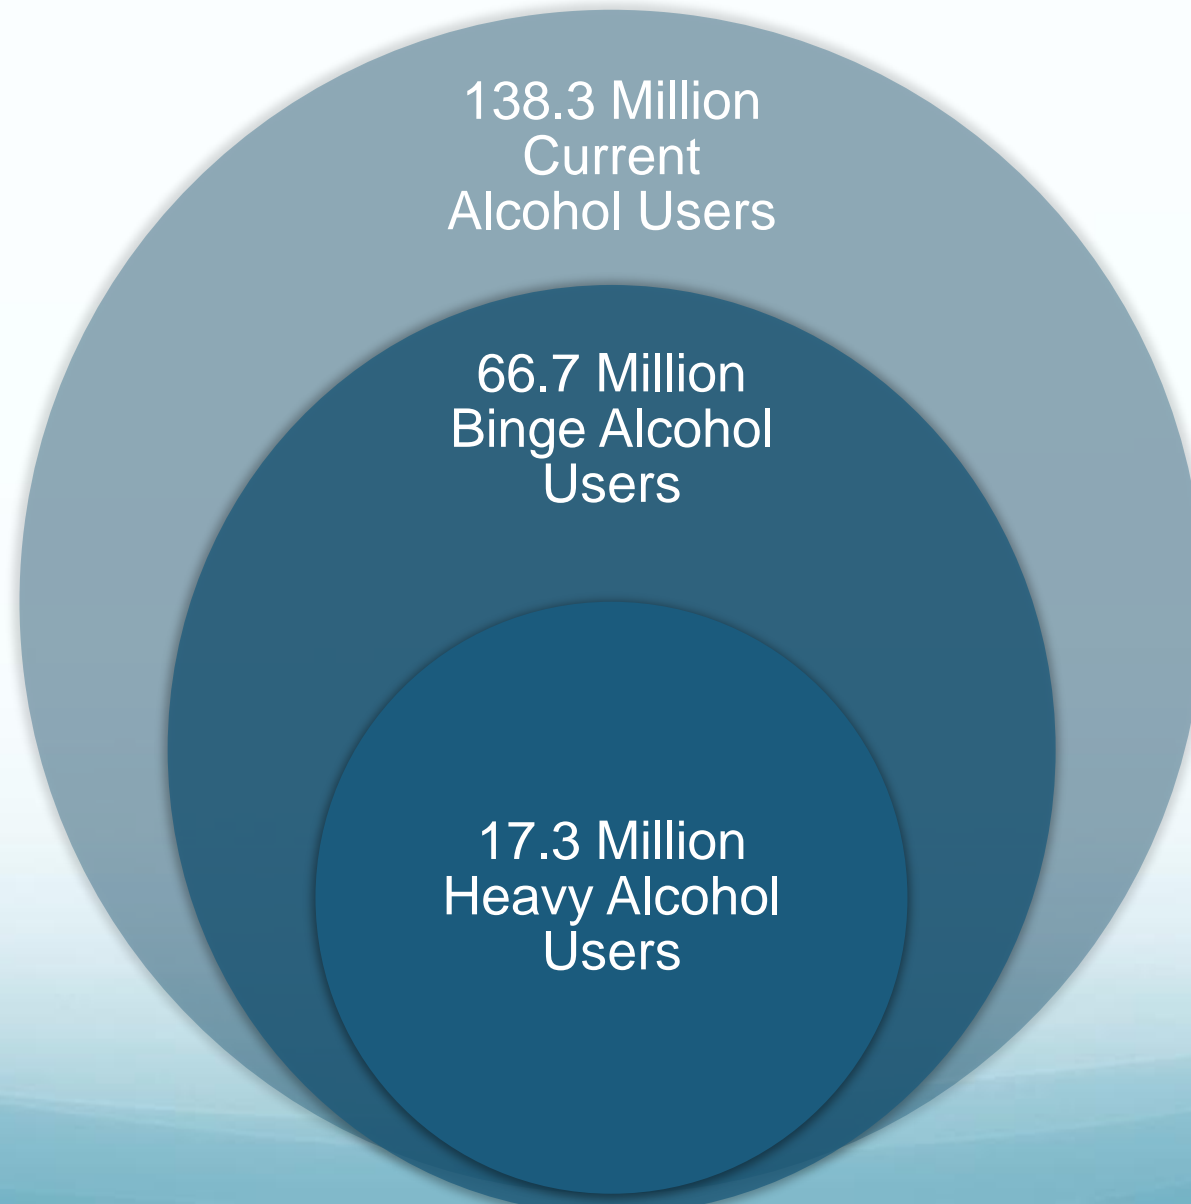 138.3 Million
Current
Alcohol Users
66.7 Million
Binge Alcohol
Users
17.3 Million
Heavy Alcohol
Users